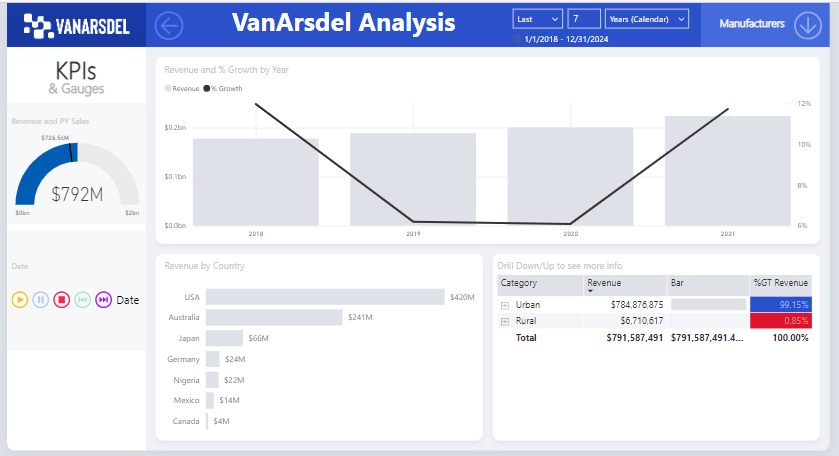 VANARSDEL
VanArsdel Analysis
Last
7
Years (Calendar)
1/1/2018 - 12/31/2024
Manufacturers
KPIs
& Gauges
Revenue and PY Sales
$726.54M
$792M
$0bn
$2bn
Date
Date
Revenue and % Growth by Year
Revenue
% Growth
$0.2bn
$0.1bn
$0.0bn
12%
10%
8%
6%
2018
2019
2020
2021
Revenue by Country
USA $420M
Australia $241M
Japan $66M
Germany $24M
Nigeria $22M
Mexico $14M
Canada $4M
Drill Down/Up to see more info
Category Revenue Bar %GT Revenue
Urban $784,876,875 99.15%
Rural $6,710,617 0.85%
Total $791,587,491 $791,587,491.4... 100.00%